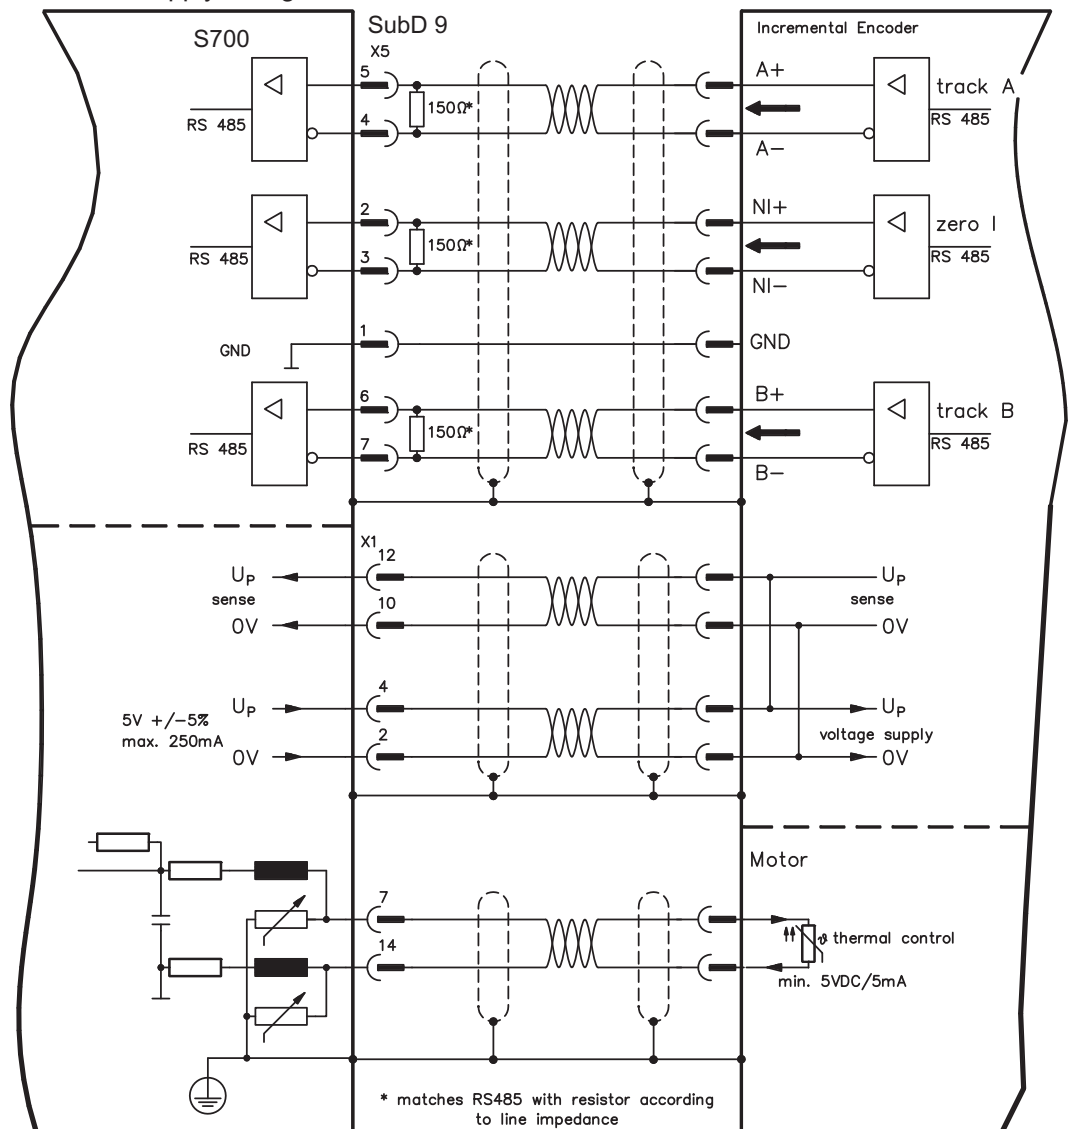 S700
SubD 9
X5
Incremental Encoder
5
A+
track A
150Ω*
RS 485
RS 485
4
A–
2
NI+
zero I
150Ω*
RS 485
RS 485
3
NI–
1
GND
GND
6
B+
track B
150Ω*
RS 485
RS 485
7
B–
X1
12
UP
UP
sense
sense
10
0V
0V
4
UP
UP
5V +/–5%
max. 250mA
voltage supply
2
0V
0V
Motor
7
14
ϑ thermal control
min. 5VDC/5mA
* matches RS485 with resistor according
to line impedance